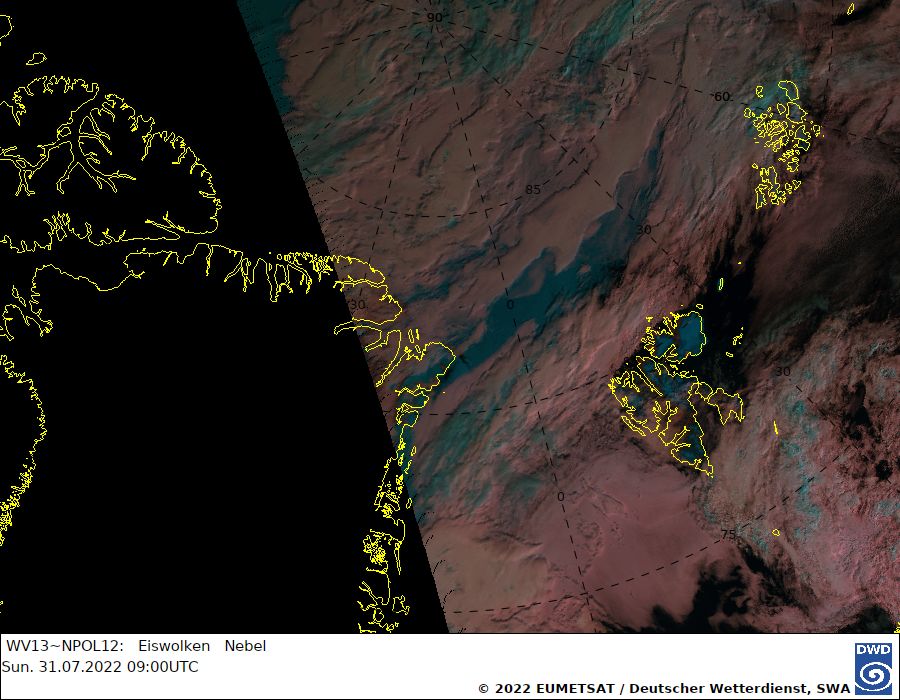 90
60
85
30
30
0
30
0
75
WV13~NPOL12: Eiswolken Nebel
Sun. 31.07.2022 09:00UTC
DWD
© 2022 EUMETSAT / Deutscher Wetterdienst, SWA